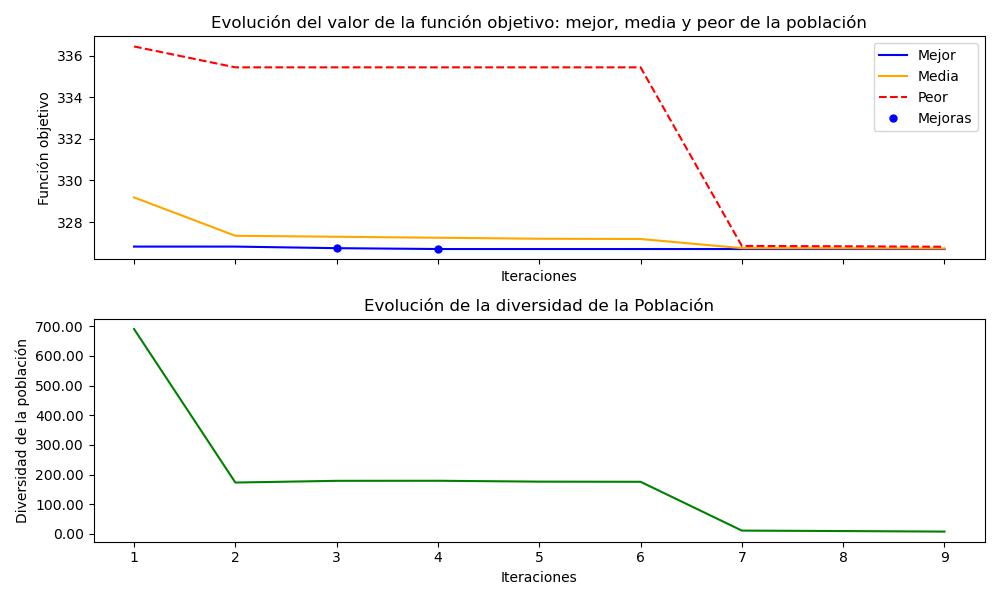 Evolución del valor de la función objetivo: mejor, media y peor de la población
336
334
332
330
328
Función objetivo
Mejor
Media
Peor
Mejoras
Iteraciones
Evolución de la diversidad de la Población
700.00
600.00
500.00
400.00
300.00
200.00
100.00
0.00
Diversidad de la población
1 2 3 4 5 6 7 8 9
Iteraciones